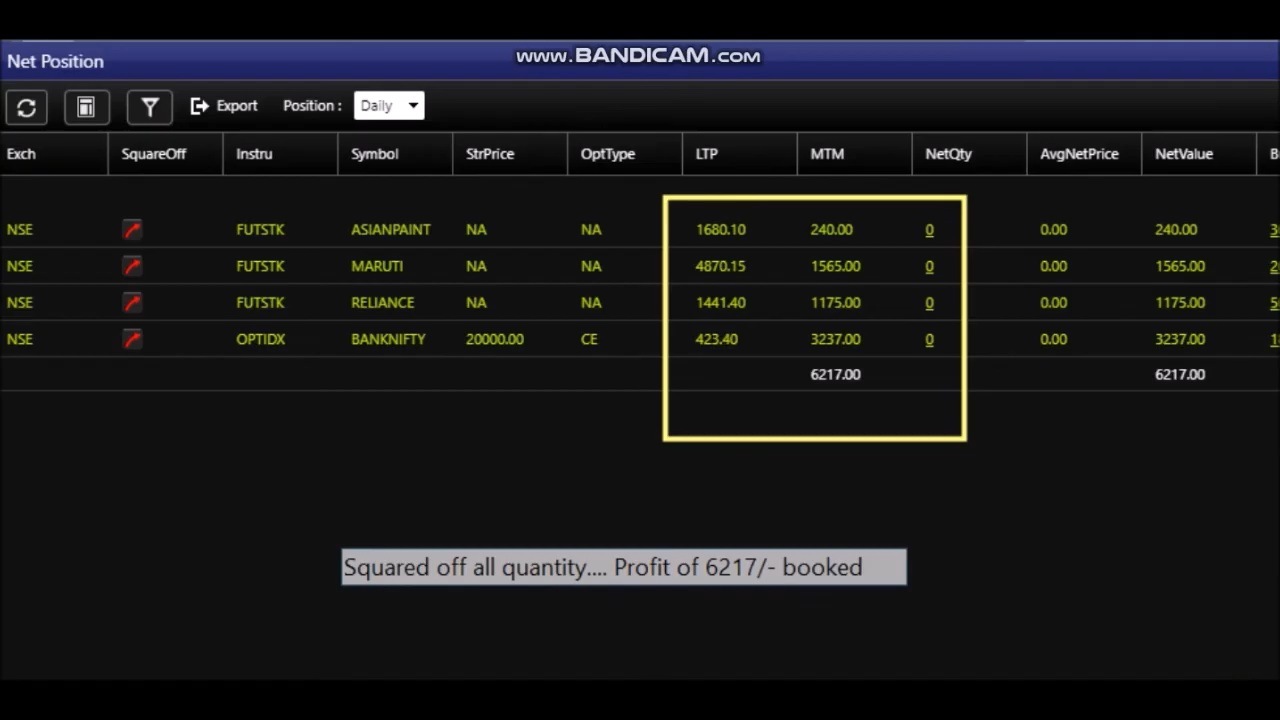 www.BANDICAM.com
Net Position
Export Position : Daily
Exch SquareOff Instru Symbol StrPrice OptType LTP MTM NetQty AvgNetPrice NetValue
NSE FUTSTK ASIANPAINT NA NA 1680.10 240.00 0 0.00 240.00
NSE FUTSTK MARUTI NA NA 4870.15 1565.00 0 0.00 1565.00
NSE FUTSTK RELIANCE NA NA 1441.40 1175.00 0 0.00 1175.00
NSE OPTIDX BANKNIFTY 20000.00 CE 423.40 3237.00 0 0.00 3237.00
6217.00 6217.00
Squared off all quantity.... Profit of 6217/- booked